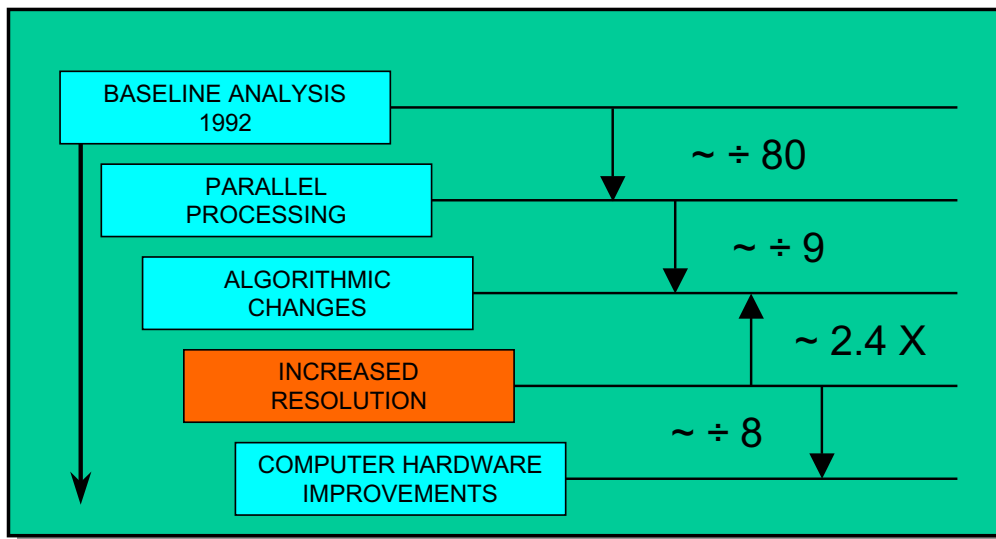 BASELINE ANALYSIS
1992
~ ÷ 80
PARALLEL
PROCESSING
~ ÷ 9
ALGORITHMIC
CHANGES
~ 2.4 X
INCREASED
RESOLUTION
~ ÷ 8
COMPUTER HARDWARE
IMPROVEMENTS